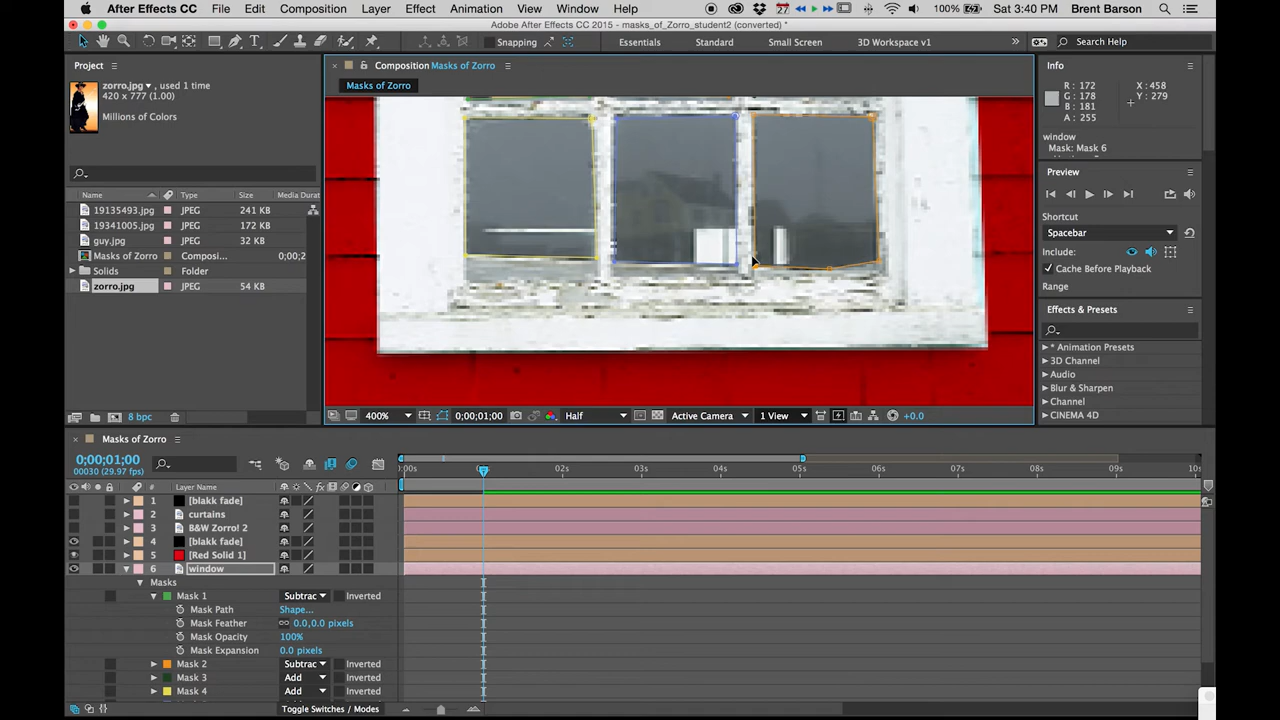 After Effects CC File Edit Composition Layer Effect Animation View Window Help 27 100% Sat 3:40 PM Brent Barson
Adobe After Effects CC 2015 - masks_of_Zorro_student2 (converted) *
Snapping Essentials Standard Small Screen 3D Workspace v1 Search Help
Project
zorro.jpg, used 1 time
420 x 777 (1.00)
Millions of Colors
Name Type Size Media Durat
19135493.jpg JPEG 241 KB
19341005.jpg JPEG 172 KB
guy.jpg JPEG 32 KB
Masks of Zorro Composi... 0;00;2
Solids Folder
zorro.jpg JPEG 54 KB
8 bpc
Composition Masks of Zorro
Masks of Zorro
400% 0;00;01;00 Half Active Camera 1 View +0.0
Info
R: 172 X: 458
G: 178 Y: 279
B: 181
A: 255
window
Mask: Mask 6
Preview
Shortcut
Spacebar
Include:
Cache Before Playback
Range
Effects & Presets
* Animation Presets
3D Channel
Audio
Blur & Sharpen
Channel
CINEMA 4D
Masks of Zorro
0;00;01;00
00030 (29.97 fps)
:00s 02s 03s 04s 06s 07s 08s 09s 10s
# Layer Name
1 [blakk fade]
2 curtains
3 B&W Zorro! 2
4 [blakk fade]
5 [Red Solid 1]
6 window
Masks
Mask 1 Subtrac Inverted
Mask Path Shape...
Mask Feather 0.0,0.0 pixels
Mask Opacity 100%
Mask Expansion 0.0 pixels
Mask 2 Subtrac Inverted
Mask 3 Add Inverted
Mask 4 Add Inverted
Toggle Switches / Modes